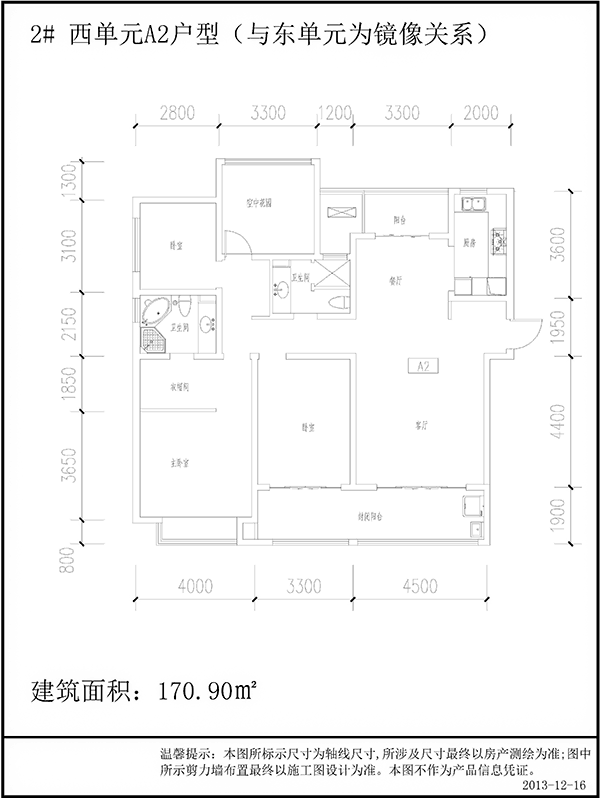 2# 西单元A2户型（与东单元为镜像关系）
2800 3300 1200 3300 2000
1300
3100
2150
1850
3650
800
3600
1950
4400
1900
空中花园
阳台
卧室
厨房
卫生间
餐厅
卫生间
A2
衣帽间
卧室
客厅
主卧室
封闭阳台
4000 3300 4500
建筑面积：170.90㎡
温馨提示：本图所标示尺寸为轴线尺寸,所涉及尺寸最终以房产测绘为准;图中
所示剪力墙布置最终以施工图设计为准。本图不作为产品信息凭证。
2013-12-16